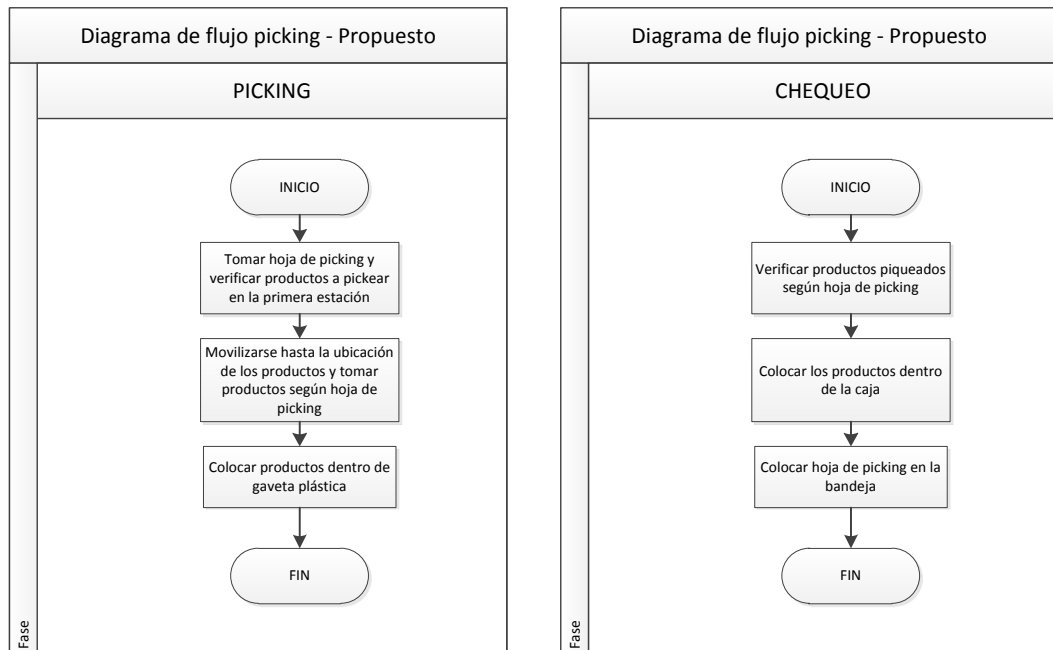 Diagrama de flujo picking - Propuesto
PICKING
INICIO
Tomar hoja de picking y
verificar productos a pickear
en la primera estación
Movilizarse hasta la ubicación
de los productos y tomar
productos según hoja de
picking
Colocar productos dentro de
gaveta plástica
FIN
Fase
Diagrama de flujo picking - Propuesto
CHEQUEO
INICIO
Verificar productos piqueados
según hoja de picking
Colocar los productos dentro
de la caja
Colocar hoja de picking en la
bandeja
FIN
Fase